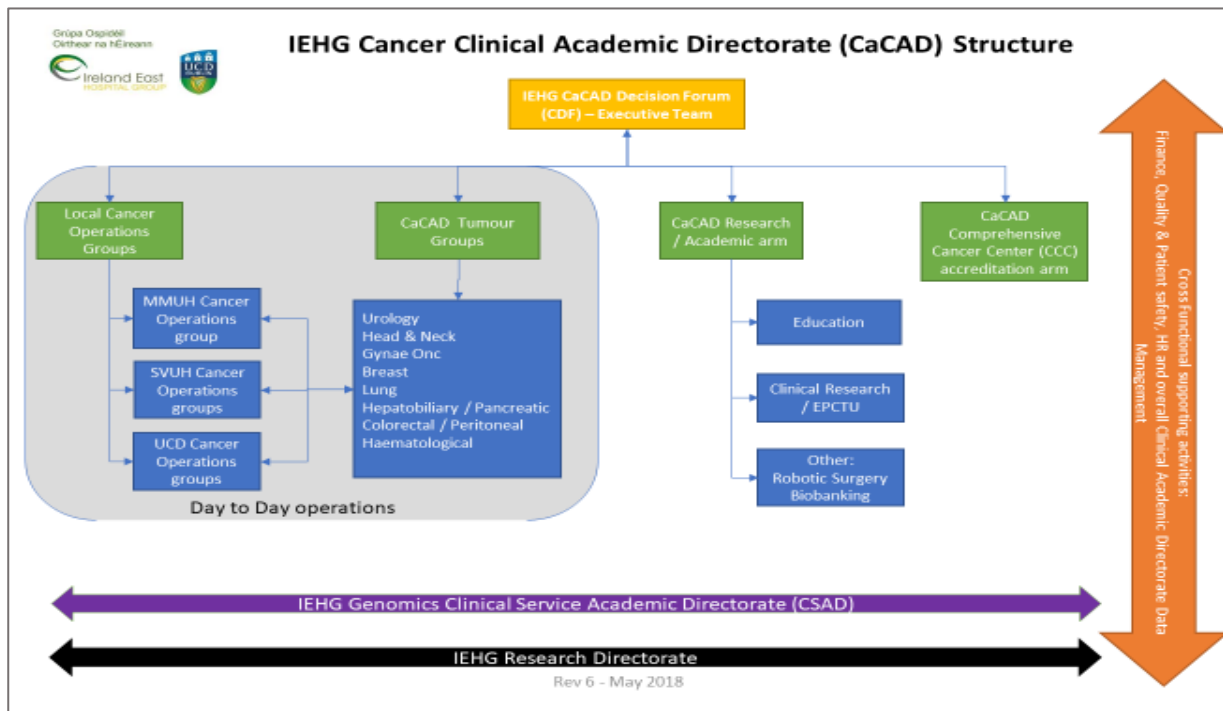 Grúpa Ospidéil
Oirthear na hÉireann
Ireland East
HOSPITAL GROUP
UCD
DUBLIN
IEHG Cancer Clinical Academic Directorate (CaCAD) Structure
IEHG CaCAD Decision Forum
(CDF) – Executive Team
Local Cancer
Operations
Groups
CaCAD Tumour
Groups
CaCAD Research
/ Academic arm
CaCAD
Comprehensive
Cancer Center (CCC)
accreditation arm
MMUH Cancer
Operations
group
SVUH Cancer
Operations
groups
UCD Cancer
Operations
groups
Urology
Head & Neck
Gynae Onc
Breast
Lung
Hepatobiliary / Pancreatic
Colorectal / Peritoneal
Haematological
Education
Clinical Research
/ EPCTU
Other:
Robotic Surgery
Biobanking
Day to Day operations
Cross Functional supporting activities:
Finance, Quality & Patient safety, HR and overall Clinical Academic Directorate Data
Management
IEHG Genomics Clinical Service Academic Directorate (CSAD)
IEHG Research Directorate
Rev 6 - May 2018